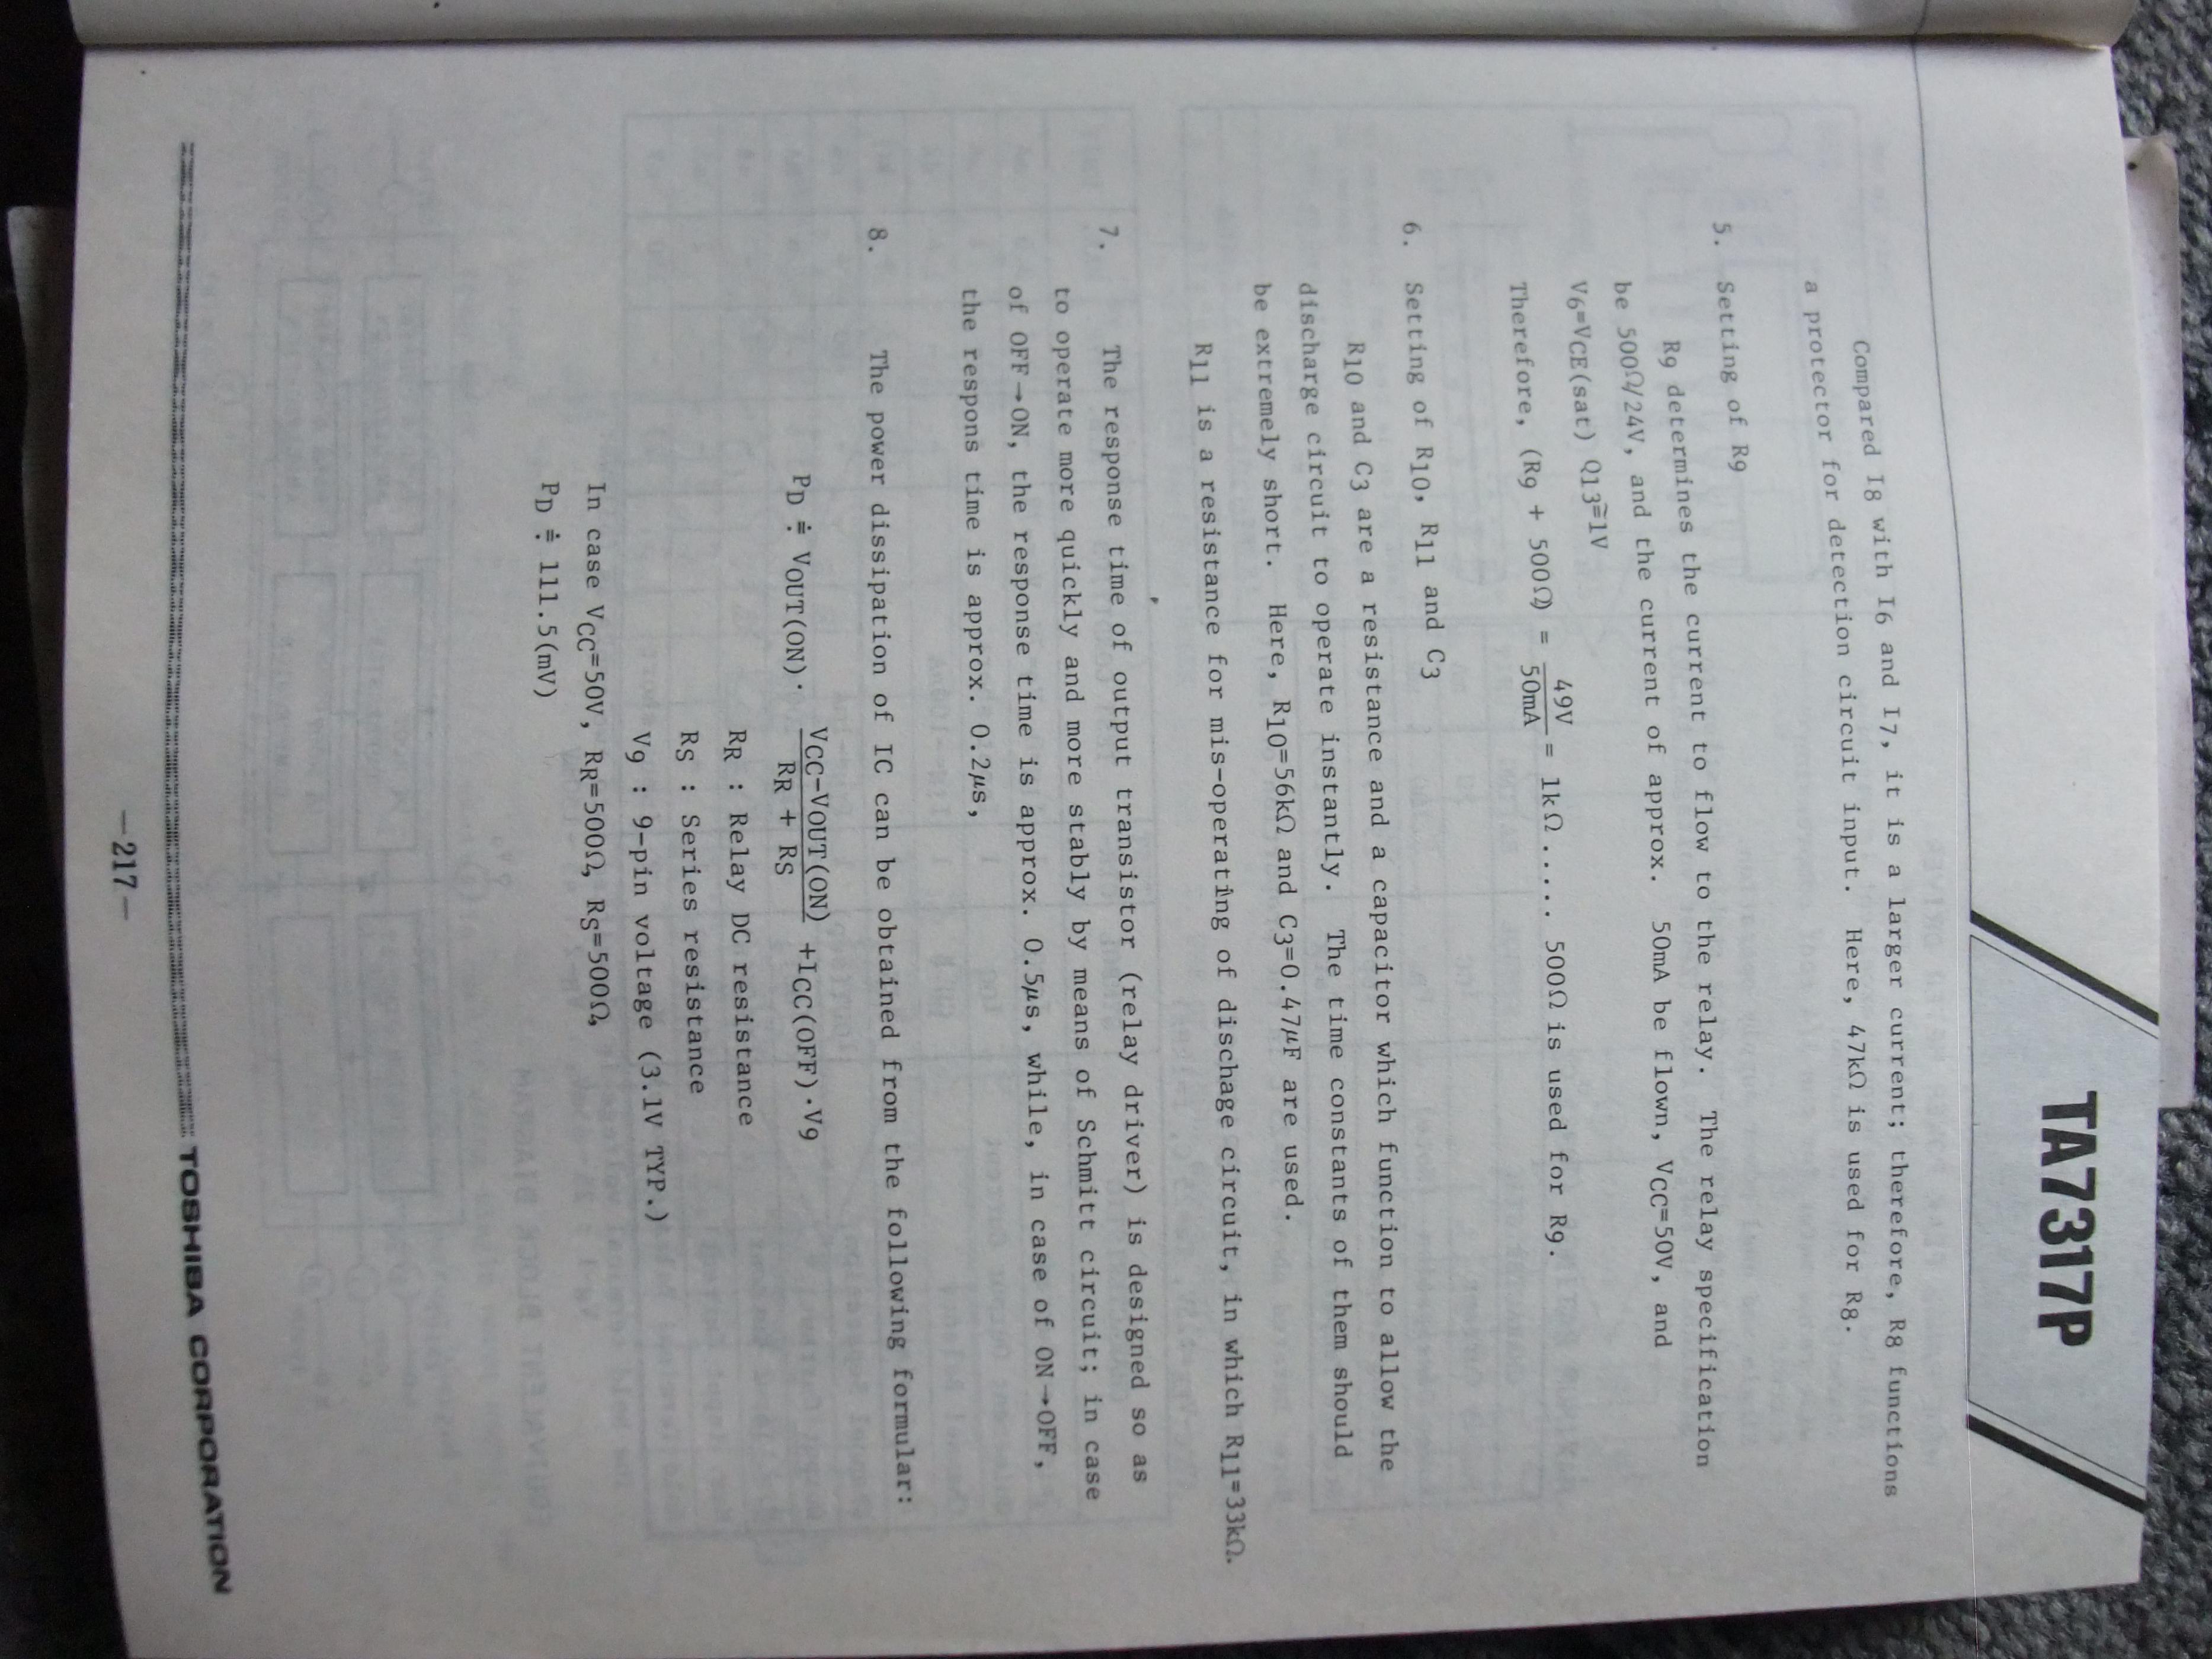 TA7317P
Compared I8 with I6 and I7, it is a larger current; therefore, R8 functions
a protector for detection circuit input. Here, 47kΩ is used for R8.
5. Setting of R9
R9 determines the current to flow to the relay. The relay specification
be 500Ω/24V, and the current of approx. 50mA be flown, VCC=50V, and
V6=VCE(sat) Q13≅1V
Therefore, (R9 + 500Ω) = 49V/50mA = 1kΩ ..... 500Ω is used for R9.
6. Setting of R10, R11 and C3
R10 and C3 are a resistance and a capacitor which function to allow the
discharge circuit to operate instantly. The time constants of them should
be extremely short. Here, R10=56kΩ and C3=0.47μF are used.
R11 is a resistance for mis-operating of dischage circuit, in which R11=33kΩ.
7. The response time of output transistor (relay driver) is designed so as
to operate more quickly and more stably by means of Schmitt circuit; in case
of OFF→ON, the response time is approx. 0.5μs, while, in case of ON→OFF,
the respons time is approx. 0.2μs,
8. The power dissipation of IC can be obtained from the following formular:
PD ≑ VOUT(ON)· VCC-VOUT(ON)/RR + RS +ICC(OFF)·V9
RR : Relay DC resistance
RS : Series resistance
V9 : 9-pin voltage (3.1V TYP.)
In case VCC=50V, RR=500Ω, RS=500Ω,
PD ≑ 111.5(mV)
TOSHIBA CORPORATION
—217—